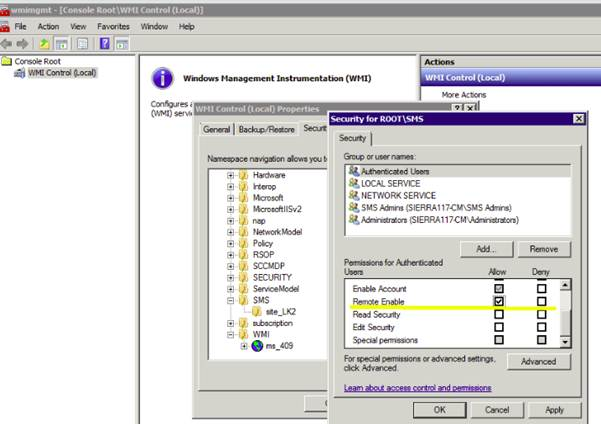 wmimgmt - [Console Root\WMI Control (Local)]
File Action View Favorites Window Help
Console Root
WMI Control (Local)
Windows Management Instrumentation (WMI)
Configures
(WMI) servi
Actions
WMI Control (Local)
More Actions
WMI Control (Local) Properties
General Backup/Restore Securit
Namespace navigation allows you t
Hardware
Interop
Microsoft
MicrosoftIISv2
nap
NetworkModel
Policy
RSOP
SCCMDP
SECURITY
ServiceModel
SMS
site_LK2
subscription
WMI
ms_409
Security for ROOT\SMS
Security
Group or user names:
Authenticated Users
LOCAL SERVICE
NETWORK SERVICE
SMS Admins (SIERRA117-CM\SMS Admins)
Administrators (SIERRA117-CM\Administrators)
Add... Remove
Permissions for Authenticated
Users Allow Deny
Enable Account
Remote Enable
Read Security
Edit Security
Special permissions
For special permissions or advanced settings,
click Advanced.
Advanced
Learn about access control and permissions
OK Cancel Apply